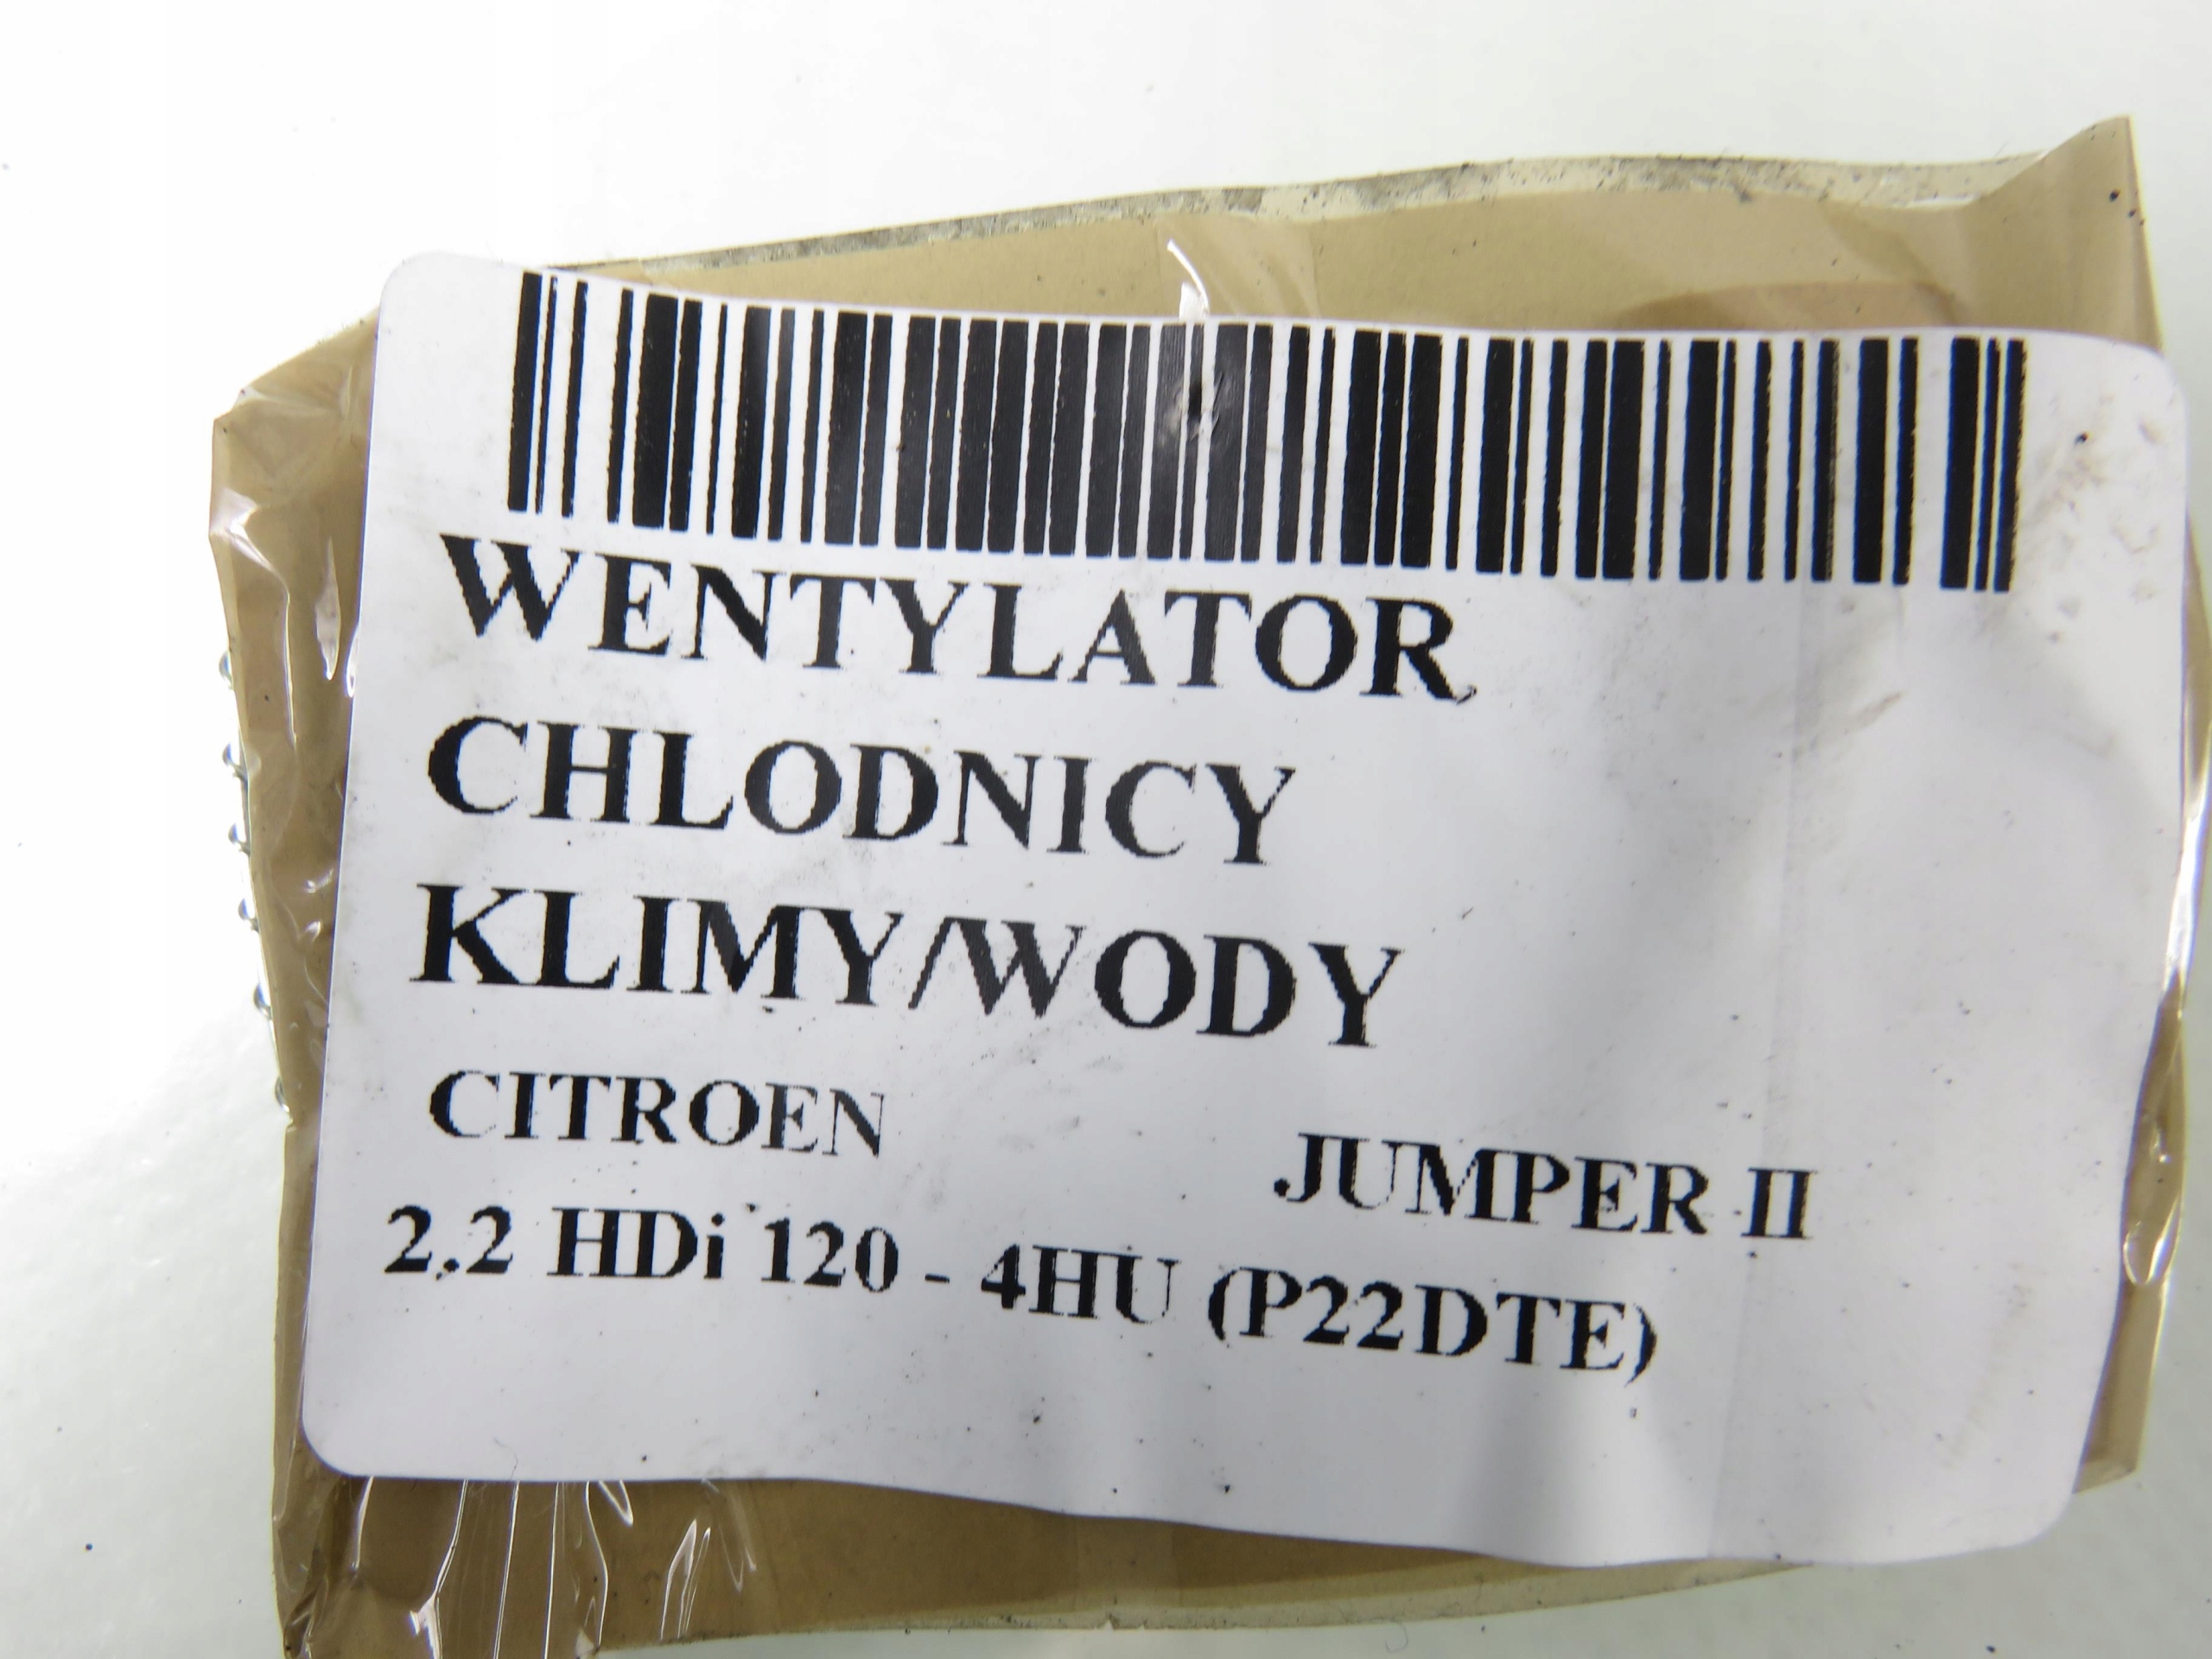 WENTYLATOR
CHLODNICY
KLIMY/WODY
CITROEN JUMPER II
2.2 HDi 120 - 4HU (P22DTE)